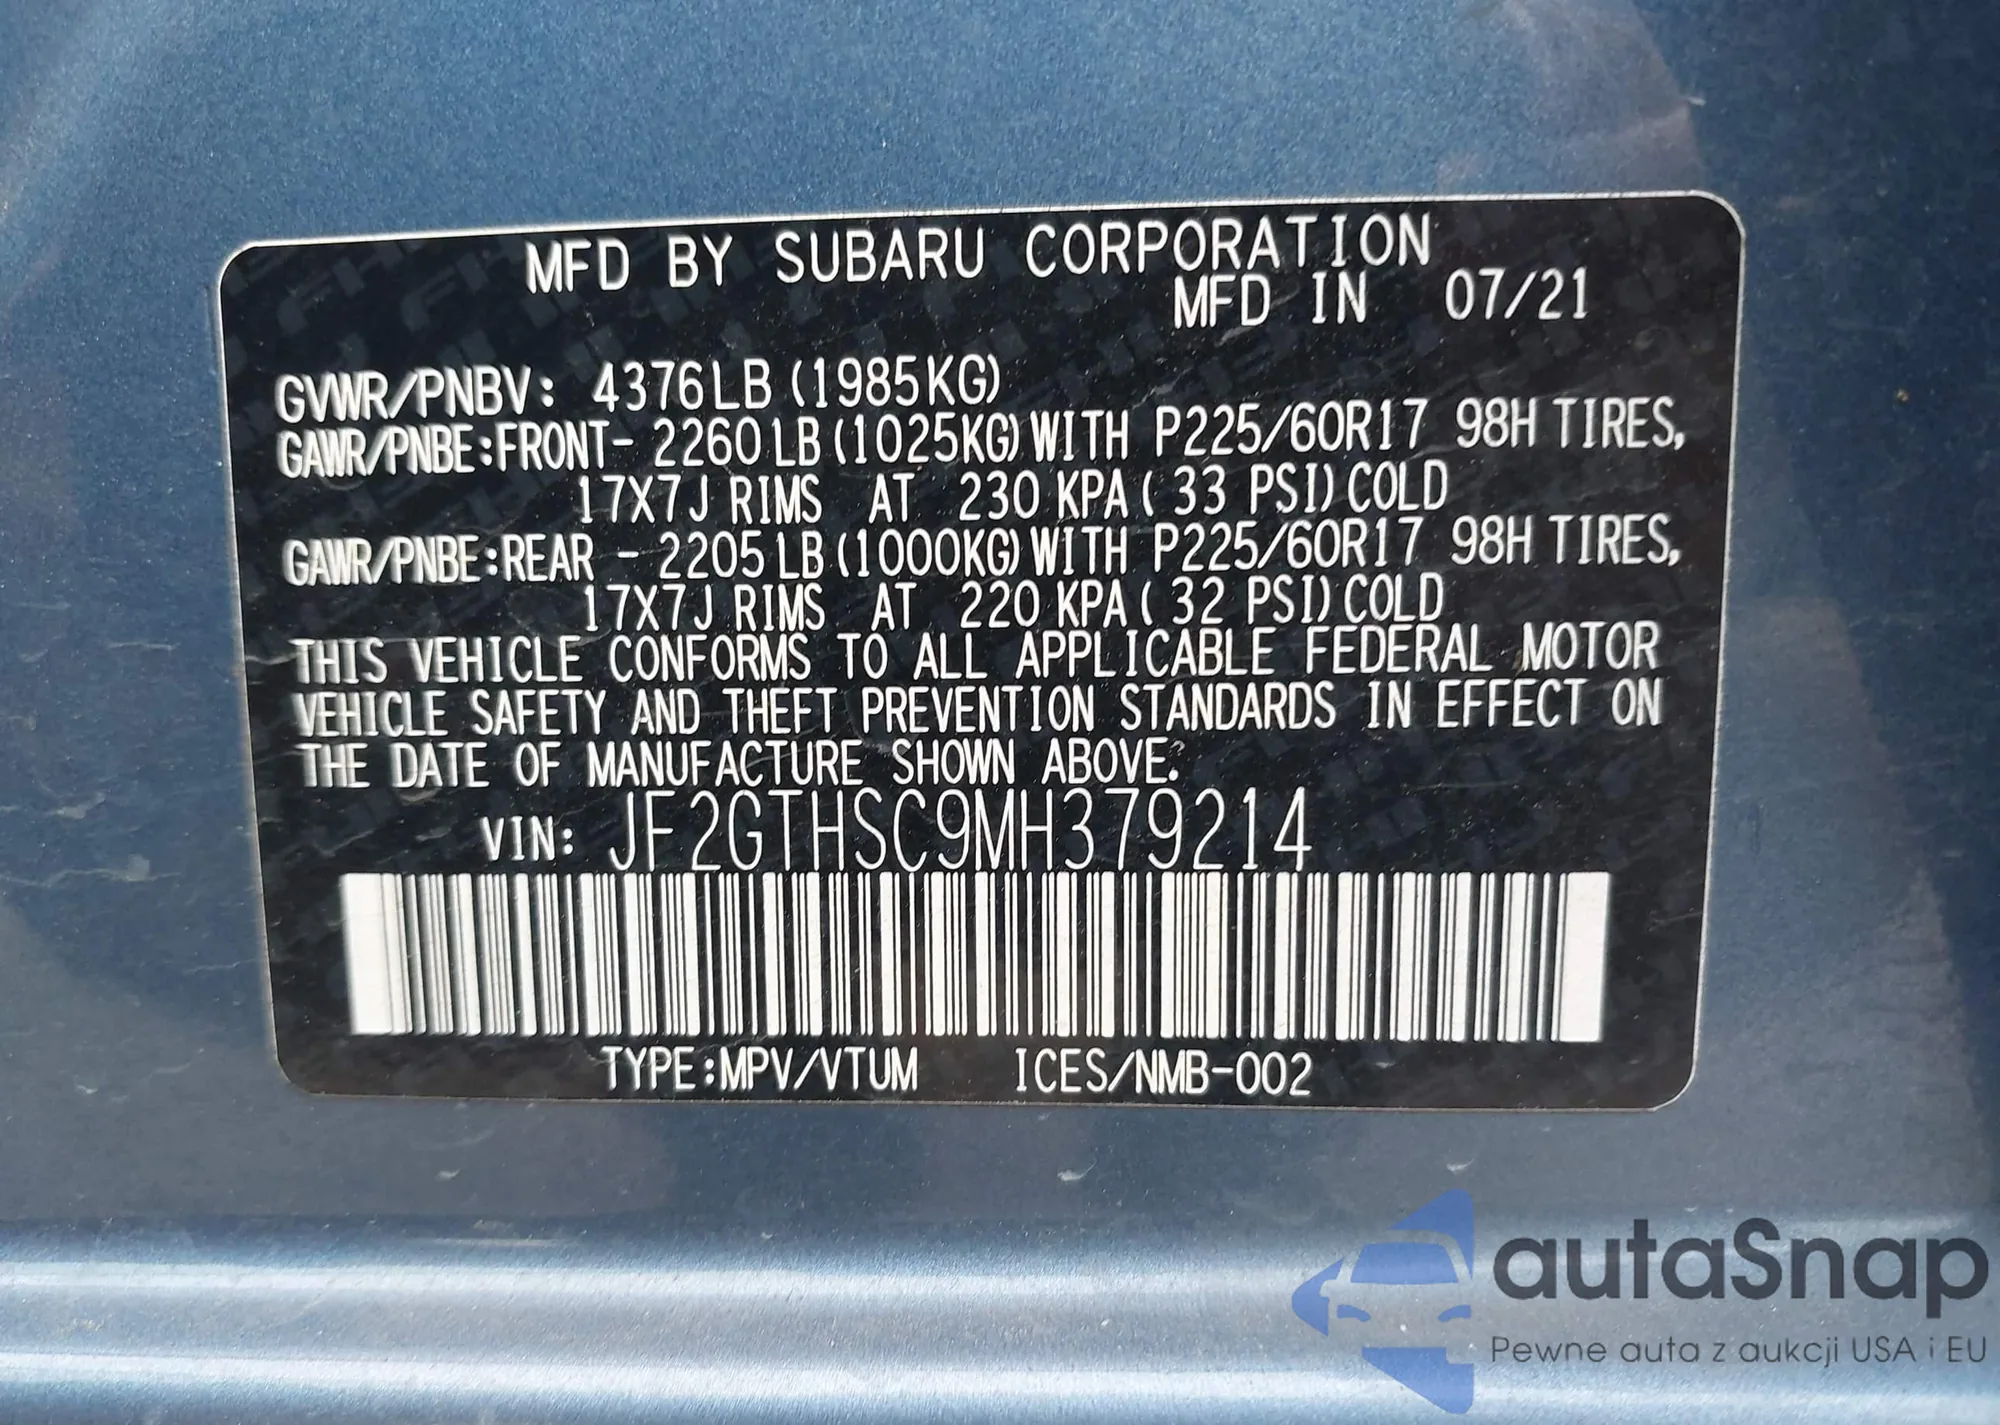 MFD BY SUBARU CORPORATION
MFD IN 07/21
GVWR/PNBV: 4376LB (1985KG)
GAWR/PNBE:FRONT- 2260LB (1025KG) WITH P225/60R17 98H TIRES,
17X7J RIMS AT 230 KPA ( 33 PSI) COLD
GAWR/PNBE:REAR - 2205LB (1000KG) WITH P225/60R17 98H TIRES,
17X7J RIMS AT 220 KPA ( 32 PSI) COLD
THIS VEHICLE CONFORMS TO ALL APPLICABLE FEDERAL MOTOR
VEHICLE SAFETY AND THEFT PREVENTION STANDARDS IN EFFECT ON
THE DATE OF MANUFACTURE SHOWN ABOVE.
VIN: JF2GTHSC9MH379214
TYPE:MPV/VTUM ICES/NMB-002
autaSnap
Pewne auta z aukcji USA i EU